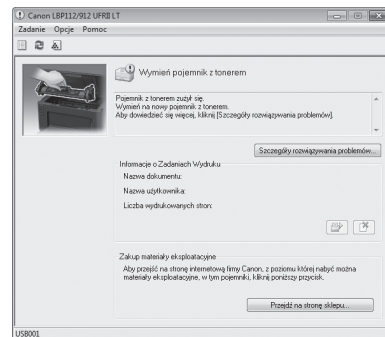 Canon LBP112/912 UFRII LT
Zadanie Opcje Pomoc
Wymień pojemnik z tonerem
Pojemnik z tonerem zużył się.
Wymień na nowy pojemnik z tonerem.
Aby dowiedzieć się więcej, kliknij [Szczegóły rozwiązywania problemów].
Szczegóły rozwiązywania problemów...
Informacje o Zadaniach Wydruku
Nazwa dokumentu:
Nazwa użytkownika:
Liczba wydrukowanych stron:
Zakup materiały eksploatacyjne
Aby przejść na stronę internetową firmy Canon, z poziomu której nabyć można
materiały eksploatacyjne, w tym pojemniki, kliknij poniższy przycisk.
Przejdź na stronę sklepu...
USB001